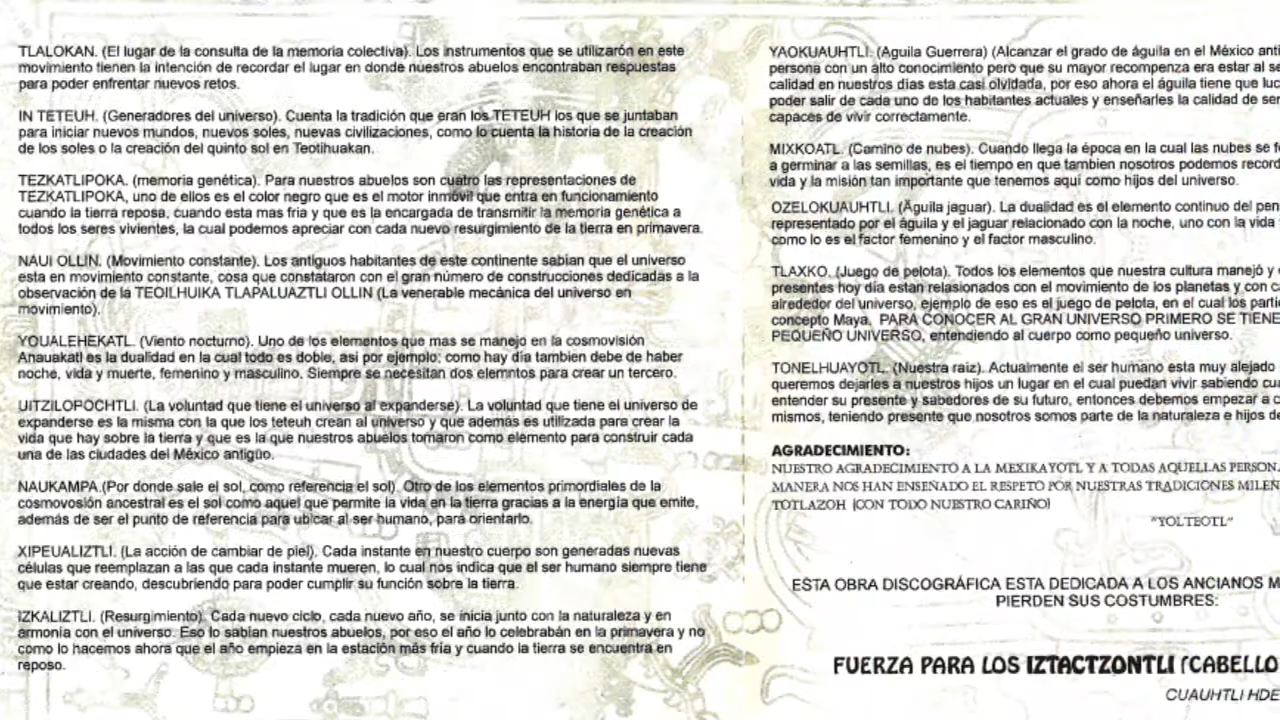 TLALOKAN. (El lugar de la consulta de la memoria colectiva). Los instrumentos que se utilizarón en este
movimiento tienen la intención de recordar el lugar en donde nuestros abuelos encontraban respuestas
para poder enfrentar nuevos retos.
IN TETEUH. (Generadores del universo). Cuenta la tradición que eran los TETEUH los que se juntaban
para iniciar nuevos mundos, nuevos soles, nuevas civilizaciones, como lo cuenta la historia de la creación
de los soles o la creación del quinto sol en Teotihuakan.
TEZKATLIPOKA. (memoria genética). Para nuestros abuelos son cuatro las representaciones de
TEZKATLIPOKA, uno de ellos es el color negro que es el motor inmóvil que entra en funcionamiento
cuando la tierra reposa, cuando esta mas fria y que es la encargada de transmitir la memoria genética a
todos los seres vivientes, la cual podemos apreciar con cada nuevo resurgimiento de la tierra en primavera.
NAUI OLLIN. (Movimiento constante). Los antiguos habitantes de este continente sabian que el universo
esta en movimiento constante, cosa que constataron con el gran número de construcciones dedicadas a la
observación de la TEOILHUIKA TLAPALUAZTLI OLLIN (La venerable mecánica del universo en
movimiento).
YOUALEHEKATL. (Viento nocturno). Uno de los elementos que mas se manejo en la cosmovisión
Anauakatl es la dualidad en la cual todo es doble, asi por ejemplo: como hay día tambien debe de haber
noche, vida y muerte, femenino y masculino. Siempre se necesitan dos elemntos para crear un tercero.
UITZILOPOCHTLI. (La voluntad que tiene el universo al expanderse). La voluntad que tiene el universo de
expanderse es la misma con la que los teteuh crean al universo y que además es utilizada para crear la
vida que hay sobre la tierra y que es la que nuestros abuelos tomaron como elemento para construir cada
una de las ciudades del México antigüo.
NAUKAMPA.(Por donde sale el sol, como referencia el sol). Otro de los elementos primordiales de la
cosmovosión ancestral es el sol como aquel que permite la vida en la tierra gracias a la energía que emite,
además de ser el punto de referencia para ubicar al ser humano, para orientarlo.
XIPEUALIZTLI. (La acción de cambiar de piel). Cada instante en nuestro cuerpo son generadas nuevas
células que reemplazan a las que cada instante mueren, lo cual nos indica que el ser humano siempre tiene
que estar creando, descubriendo para poder cumplir su función sobre la tierra.
IZKALIZTLI. (Resurgimiento). Cada nuevo ciclo, cada nuevo año, se inicia junto con la naturaleza y en
armonia con el universo. Eso lo sabian nuestros abuelos, por eso el año lo celebrabán en la primavera y no
como lo hacemos ahora que el año empieza en la estación más fría y cuando la tierra se encuentra en
reposo.
YAOKUAUHTLI. (Aguila Guerrera) (Alcanzar el grado de águila en el México anti
persona con un alto conocimiento pero que su mayor recompenza era estar al se
calidad en nuestros dias esta casi olvidada, por eso ahora el águila tiene que luc
poder salir de cada uno de los habitantes actuales y enseñarles la calidad de ser
capaces de vivir correctamente.
MIXKOATL. (Camino de nubes). Cuando llega la época en la cual las nubes se f
a germinar a las semillas, es el tiempo en que tambien nosotros podemos record
vida y la misión tan importante que tenemos aquí como hijos del universo.
OZELOKUAUHTLI. (Águila jaguar). La dualidad es el elemento continuo del pen
representado por el águila y el jaguar relacionado con la noche, uno con la vida
como lo es el factor femenino y el factor masculino.
TLAXKO. (Juego de pelota). Todos los elementos que nuestra cultura manejó y
presentes hoy día estan relasionados con el movimiento de los planetas y con c
alrededor del universo, ejemplo de eso es el juego de pelota, en el cual los parti
concepto Maya, PARA CONOCER AL GRAN UNIVERSO PRIMERO SE TIENE
PEQUEÑO UNIVERSO, entendiendo al cuerpo como pequeño universo.
TONELHUAYOTL. (Nuestra raiz). Actualmente el ser humano esta muy alejado
queremos dejarles a nuestros hijos un lugar en el cual puedan vivir sabiendo cu
entender su presente y sabedores de su futuro, entonces debemos empezar a c
mismos, teniendo presente que nosotros somos parte de la naturaleza e hijos d
AGRADECIMIENTO:
NUESTRO AGRADECIMIENTO A LA MEXIKAYOTL Y A TODAS AQUELLAS PERSON
MANERA NOS HAN ENSEÑADO EL RESPETO POR NUESTRAS TRADICIONES MILEN
TOTLAZOH (CON TODO NUESTRO CARIÑO)
"YOLTEOTL"
ESTA OBRA DISCOGRÁFICA ESTA DEDICADA A LOS ANCIANOS M
PIERDEN SUS COSTUMBRES:
FUERZA PARA LOS IZTACTZONTLI (CABELLO
CUAUHTLI HDE